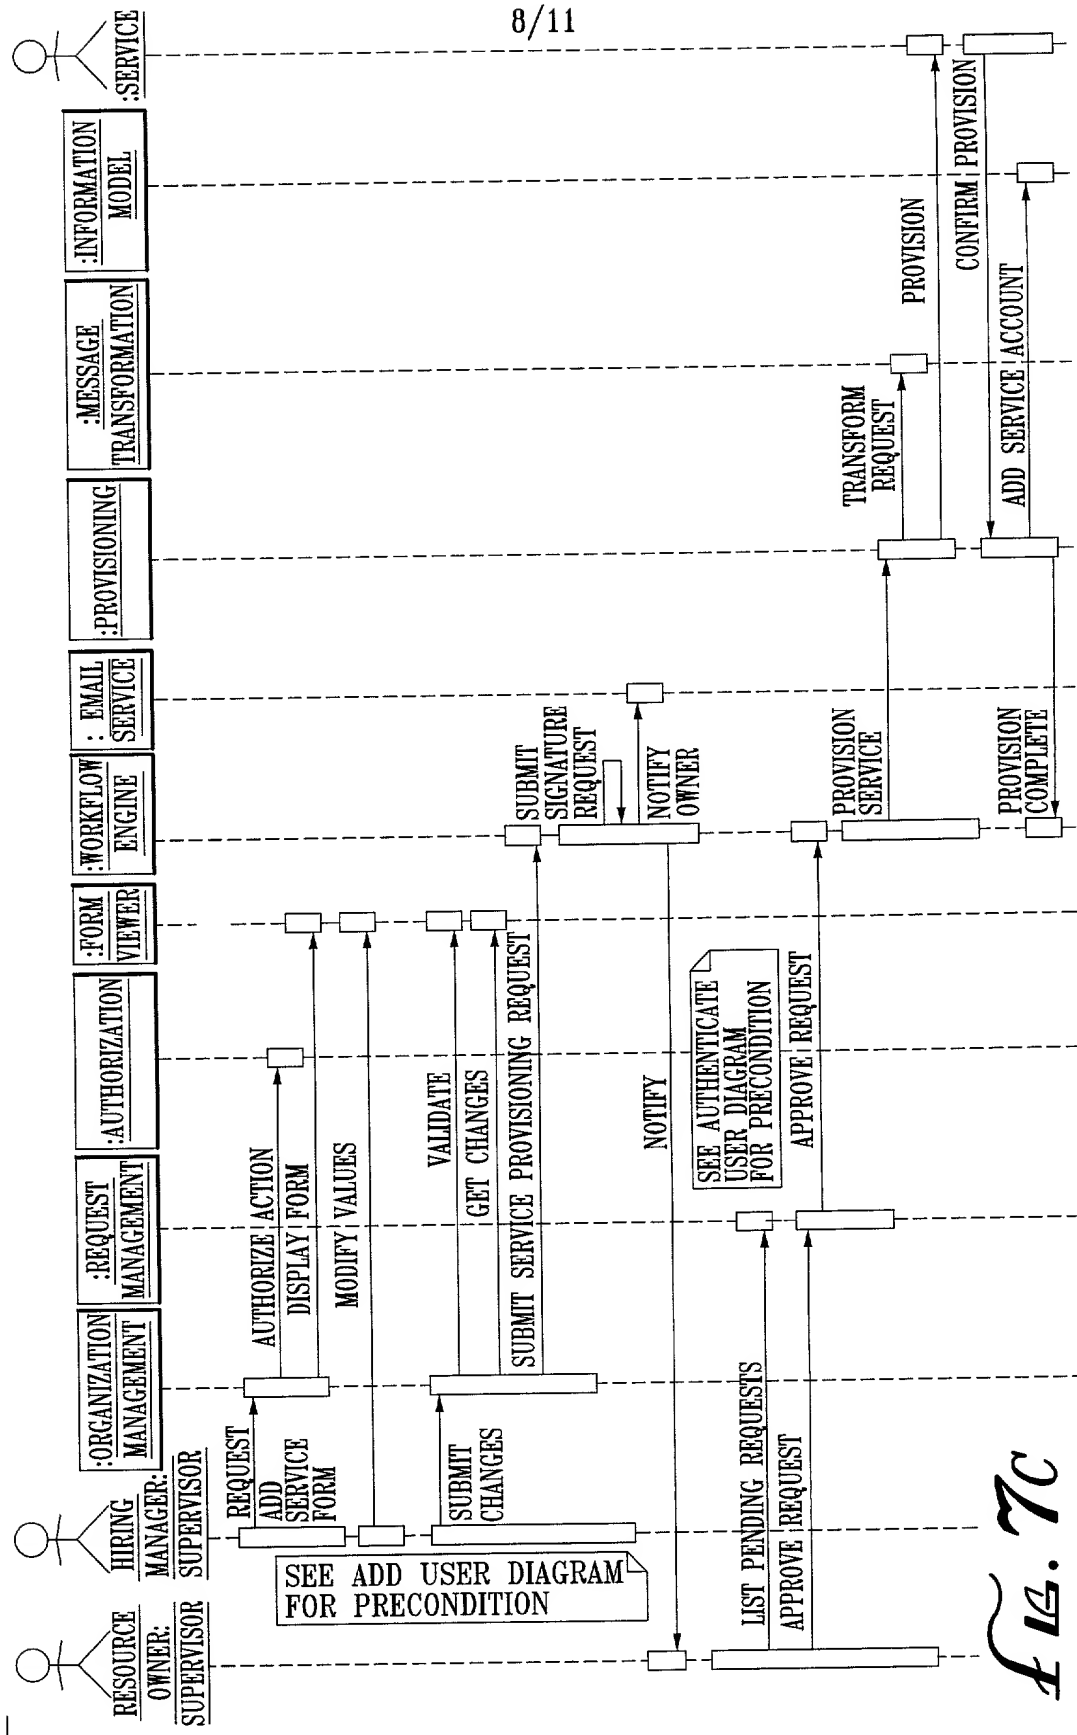 8/11
RESOURCE
OWNER:
SUPERVISOR
HIRING
MANAGER:
SUPERVISOR
:ORGANIZATION
MANAGEMENT
:REQUEST
MANAGEMENT
:AUTHORIZATION
:FORM
VIEWER
:WORKFLOW
ENGINE
: EMAIL
SERVICE
:PROVISIONING
:MESSAGE
TRANSFORMATION
:INFORMATION
MODEL
:SERVICE
REQUEST
ADD
SERVICE
FORM
AUTHORIZE ACTION
DISPLAY FORM
MODIFY VALUES
SEE ADD USER DIAGRAM
FOR PRECONDITION
SUBMIT
CHANGES
VALIDATE
GET CHANGES
SUBMIT SERVICE PROVISIONING REQUEST
SUBMIT
SIGNATURE
REQUEST
NOTIFY
OWNER
NOTIFY
SEE AUTHENTICATE
USER DIAGRAM
FOR PRECONDITION
LIST PENDING REQUESTS
APPROVE REQUEST
APPROVE REQUEST
PROVISION
SERVICE
TRANSFORM
REQUEST
PROVISION
CONFIRM PROVISION
ADD SERVICE ACCOUNT
PROVISION
COMPLETE
FIG. 7C